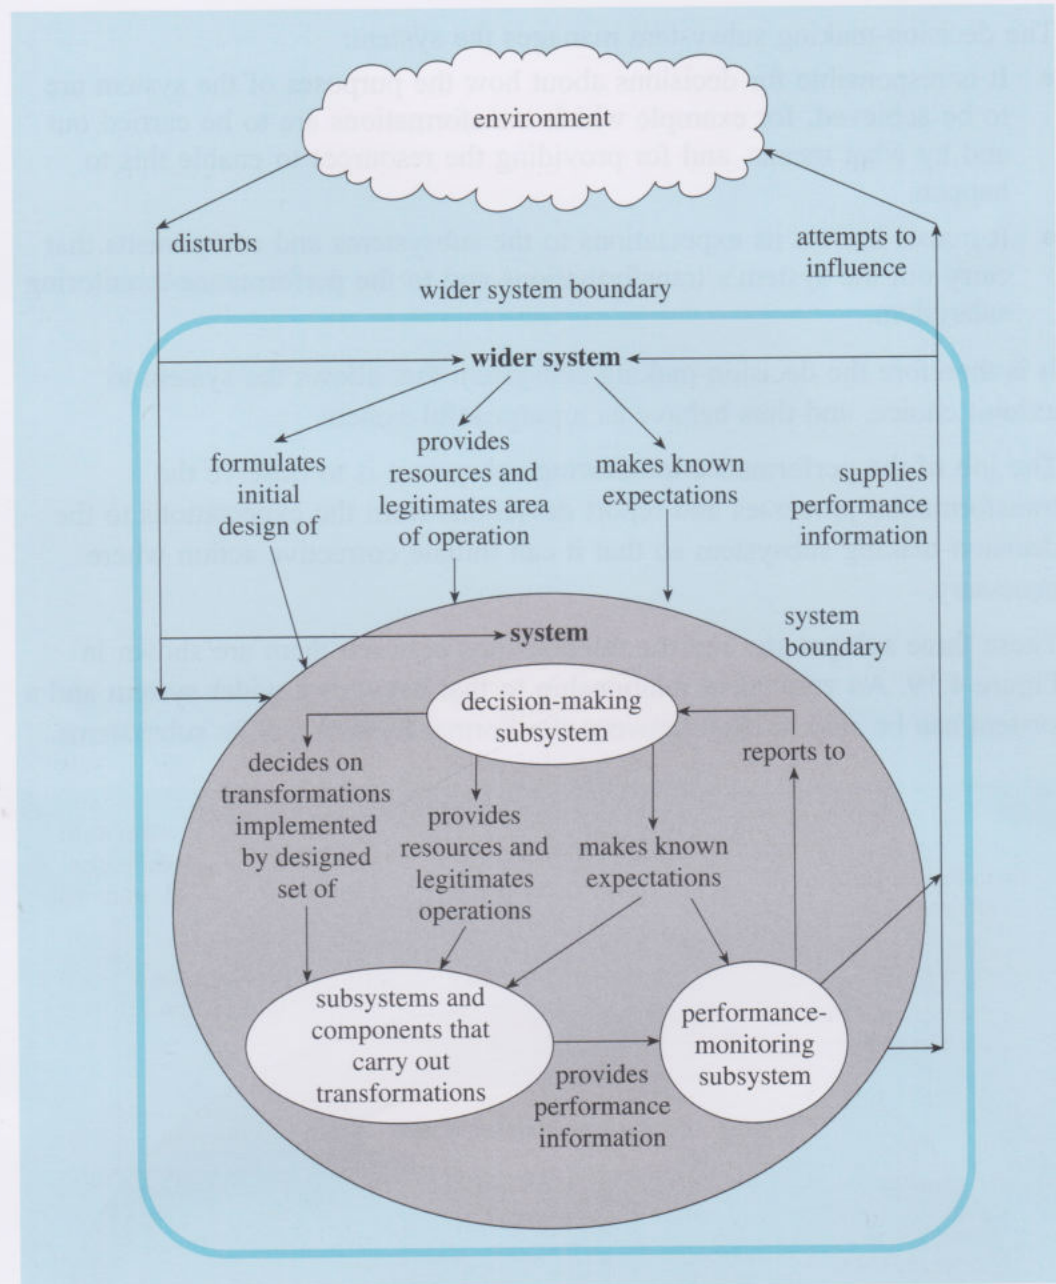 environment
disturbs
attempts to
influence
wider system boundary
wider system
formulates
initial
design of
provides
resources and
legitimates area
of operation
makes known
expectations
supplies
performance
information
system
boundary
system
decision-making
subsystem
reports to
decides on
transformations
implemented
by designed
set of
provides
resources and
legitimates
operations
makes known
expectations
subsystems and
components that
carry out
transformations
provides
performance
information
performance-
monitoring
subsystem